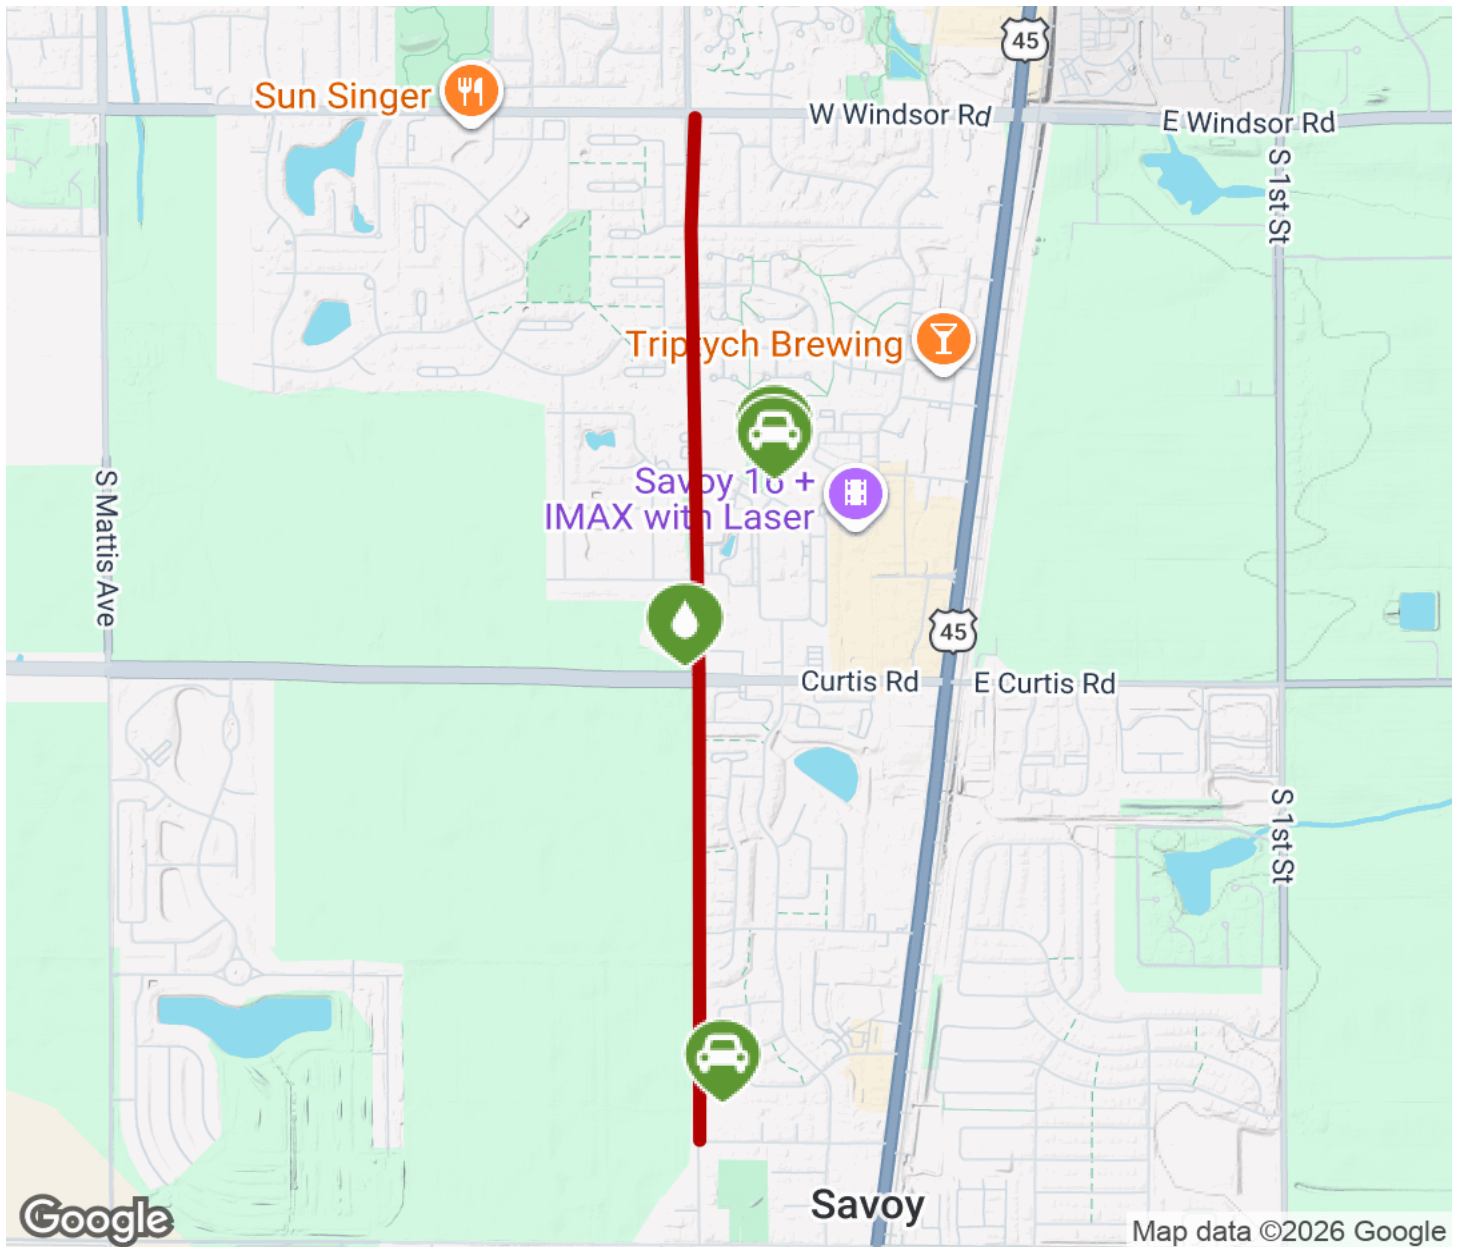 45
Sun Singer
W Windsor Rd
E Windsor Rd
S 1st St
Triptych Brewing
Savoy 16 +
IMAX with Laser
S Mattis Ave
45
Curtis Rd
E Curtis Rd
S 1st St
Savoy
Google
Map data ©2026 Google